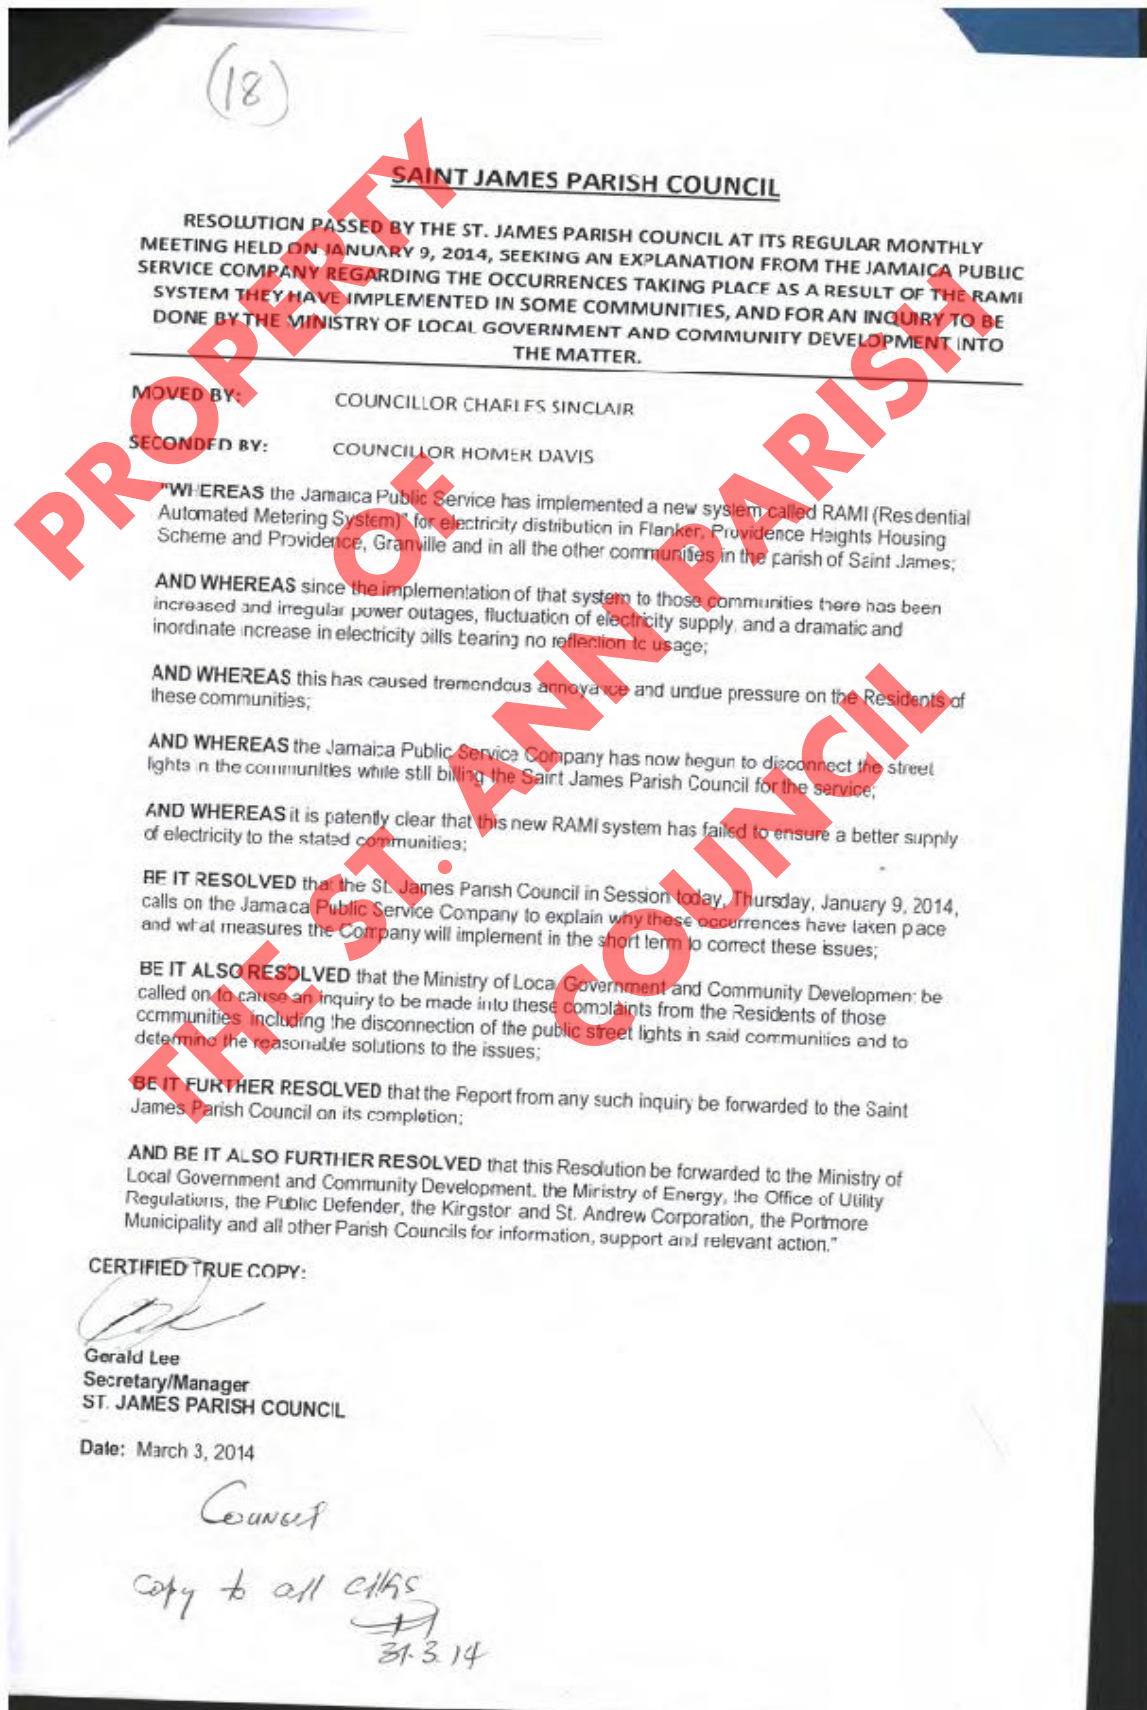 (18)
SAINT JAMES PARISH COUNCIL
RESOLUTION PASSED BY THE ST. JAMES PARISH COUNCIL AT ITS REGULAR MONTHLY
MEETING HELD ON JANUARY 9, 2014, SEEKING AN EXPLANATION FROM THE JAMAICA PUBLIC
SERVICE COMPANY REGARDING THE OCCURRENCES TAKING PLACE AS A RESULT OF THE RAMI
SYSTEM THEY HAVE IMPLEMENTED IN SOME COMMUNITIES, AND FOR AN INQUIRY TO BE
DONE BY THE MINISTRY OF LOCAL GOVERNMENT AND COMMUNITY DEVELOPMENT INTO
THE MATTER.
MOVED BY: COUNCILLOR CHARLES SINCLAIR
SECONDED BY: COUNCILLOR HOMER DAVIS
"WHEREAS the Jamaica Public Service has implemented a new system called RAMI (Residential
Automated Metering System)" for electricity distribution in Flanker, Providence Heights Housing
Scheme and Providence, Granville and in all the other communities in the parish of Saint James;
AND WHEREAS since the implementation of that system to those communities there has been
increased and irregular power outages, fluctuation of electricity supply, and a dramatic and
inordinate increase in electricity bills bearing no reflection to usage;
AND WHEREAS this has caused tremendous annoyance and undue pressure on the Residents of
these communities;
AND WHEREAS the Jamaica Public Service Company has now begun to disconnect the street
lights in the communities while still billing the Saint James Parish Council for the service;
AND WHEREAS it is patently clear that this new RAMI system has failed to ensure a better supply
of electricity to the stated communities;
BE IT RESOLVED that the St. James Parish Council in Session today, Thursday, January 9, 2014,
calls on the Jamaica Public Service Company to explain why these occurrences have taken place
and what measures the Company will implement in the short term to correct these issues;
BE IT ALSO RESOLVED that the Ministry of Local Government and Community Development be
called on to cause an inquiry to be made into these complaints from the Residents of those
communities including the disconnection of the public street lights in said communities and to
determine the reasonable solutions to the issues;
BE IT FURTHER RESOLVED that the Report from any such inquiry be forwarded to the Saint
James Parish Council on its completion;
AND BE IT ALSO FURTHER RESOLVED that this Resolution be forwarded to the Ministry of
Local Government and Community Development, the Ministry of Energy, the Office of Utility
Regulations, the Public Defender, the Kingston and St. Andrew Corporation, the Portmore
Municipality and all other Parish Councils for information, support and relevant action."
CERTIFIED TRUE COPY:
Gerald Lee
Secretary/Manager
ST. JAMES PARISH COUNCIL
Date: March 3, 2014
Council
Copy to all Cllrs
31.3.14
PROPERTY
OF
THE ST. ANN PARISH
COUNCIL